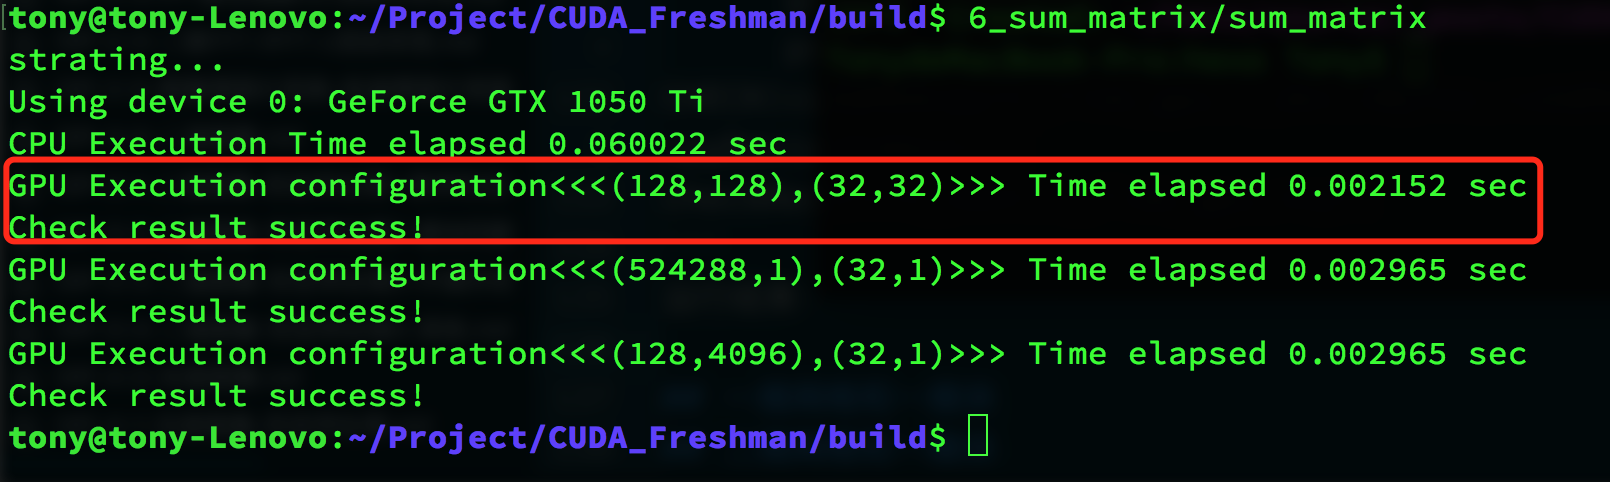 tony@tony-Lenovo:~/Project/CUDA_Freshman/build$ 6_sum_matrix/sum_matrix
strating...
Using device 0: GeForce GTX 1050 Ti
CPU Execution Time elapsed 0.060022 sec
GPU Execution configuration<<<(128,128),(32,32)>>> Time elapsed 0.002152 sec
Check result success!
GPU Execution configuration<<<(524288,1),(32,1)>>> Time elapsed 0.002965 sec
Check result success!
GPU Execution configuration<<<(128,4096),(32,1)>>> Time elapsed 0.002965 sec
Check result success!
tony@tony-Lenovo:~/Project/CUDA_Freshman/build$